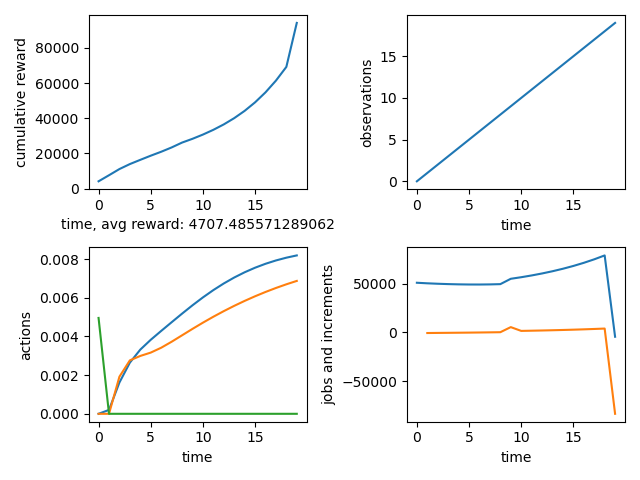 cumulative reward
80000
60000
40000
20000
0
0 5 10 15
time, avg reward: 4707.485571289062
observations
15
10
5
0
0 5 10 15
time
actions
0.008
0.006
0.004
0.002
0.000
0 5 10 15
time
jobs and increments
50000
0
−50000
0 5 10 15
time